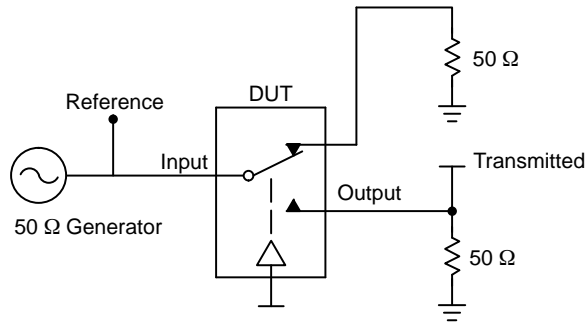 50 Ω
DUT
Reference
Input
Transmitted
Output
50 Ω Generator
50 Ω